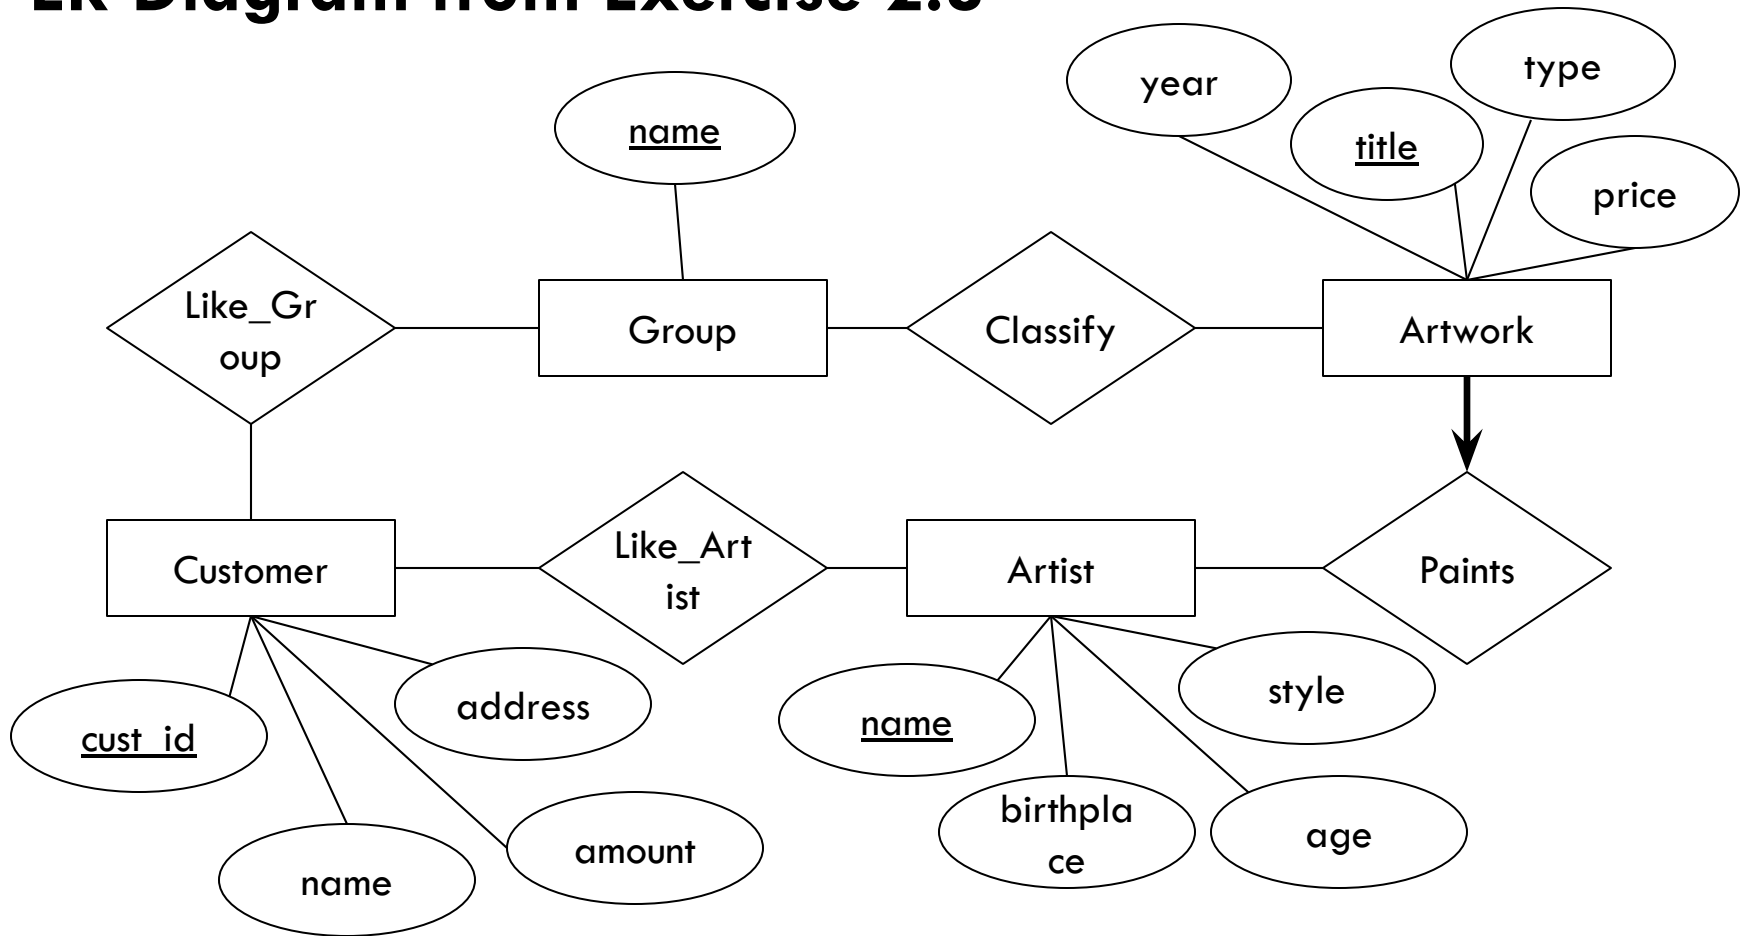 ER Diagram from Exercise 2.8
year
type
title
price
name
Like_Gr
oup
Group
Classify
Artwork
Customer
Like_Art
ist
Artist
Paints
cust_id
address
name
amount
name
style
birthpla
ce
age